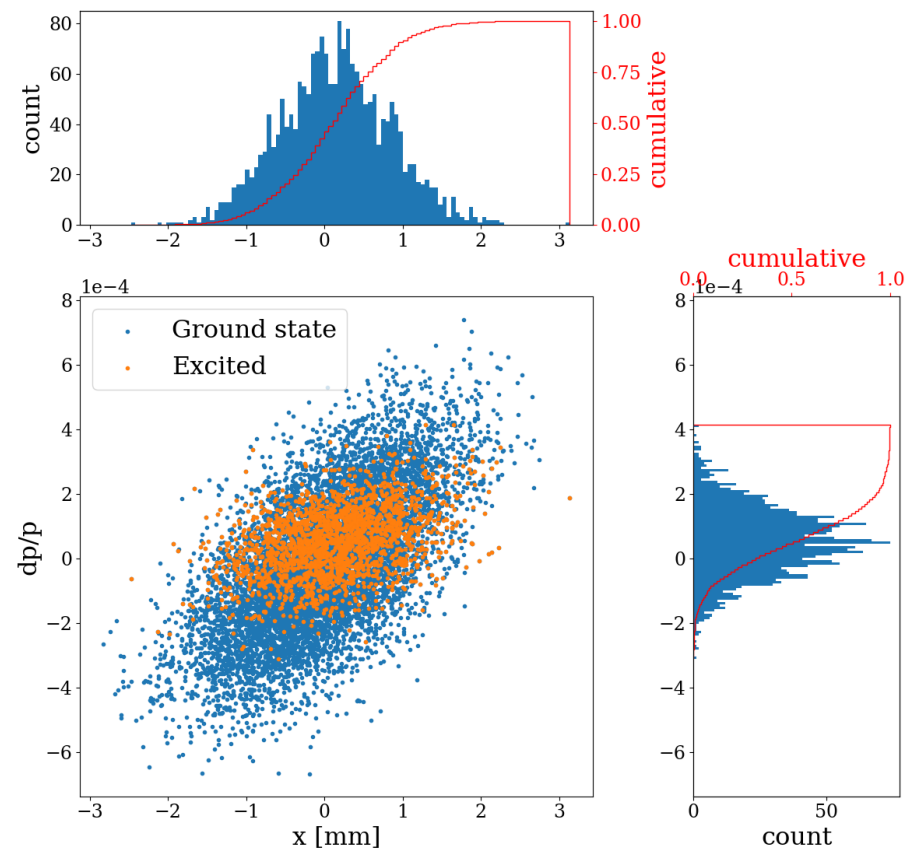 80
60
40
20
0
count
1.00
0.75
0.50
0.25
0.00
cumulative
−3 −2 −1 0 1 2 3
cumulative
0.0 0.5 1.0
1e−4
1e−4
8
6
4
2
0
−2
−4
−6
dp/p
Ground state
Excited
8
6
4
2
0
−2
−4
−6
−3 −2 −1 0 1 2 3
x [mm]
0 50
count